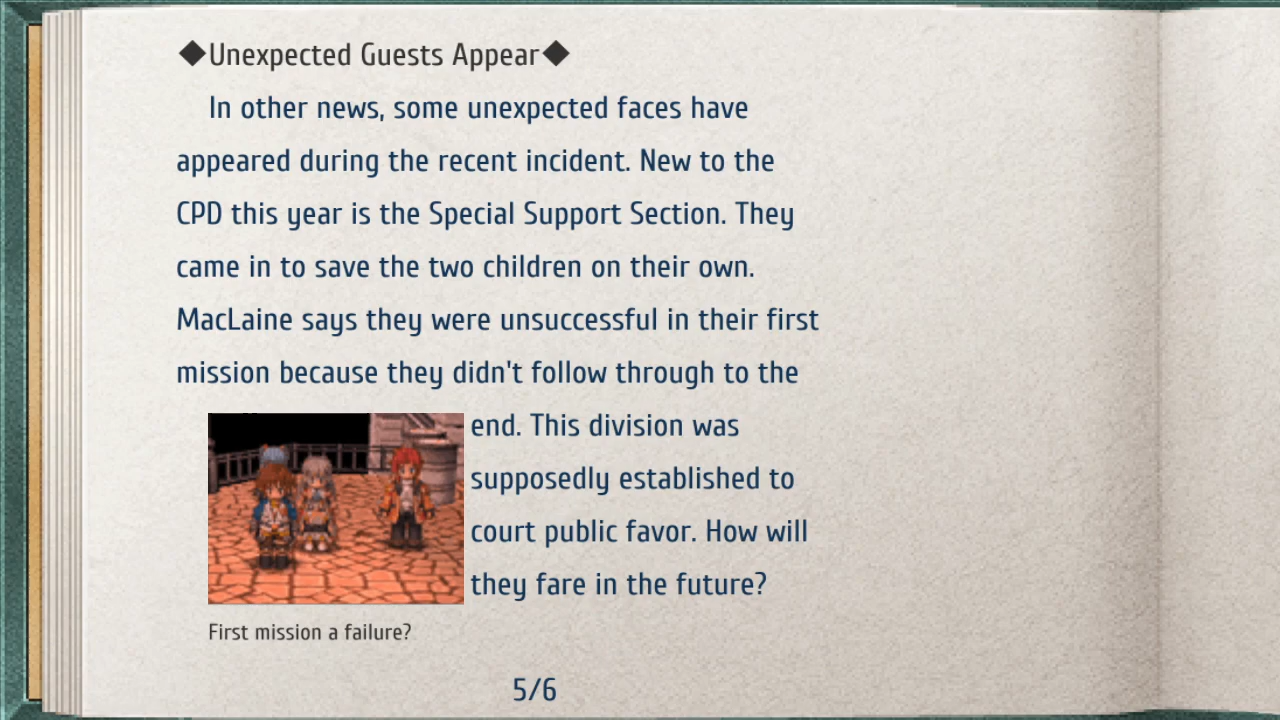 ◆Unexpected Guests Appear◆
In other news, some unexpected faces have
appeared during the recent incident. New to the
CPD this year is the Special Support Section. They
came in to save the two children on their own.
MacLaine says they were unsuccessful in their first
mission because they didn't follow through to the
end. This division was
supposedly established to
court public favor. How will
they fare in the future?
First mission a failure?
5/6